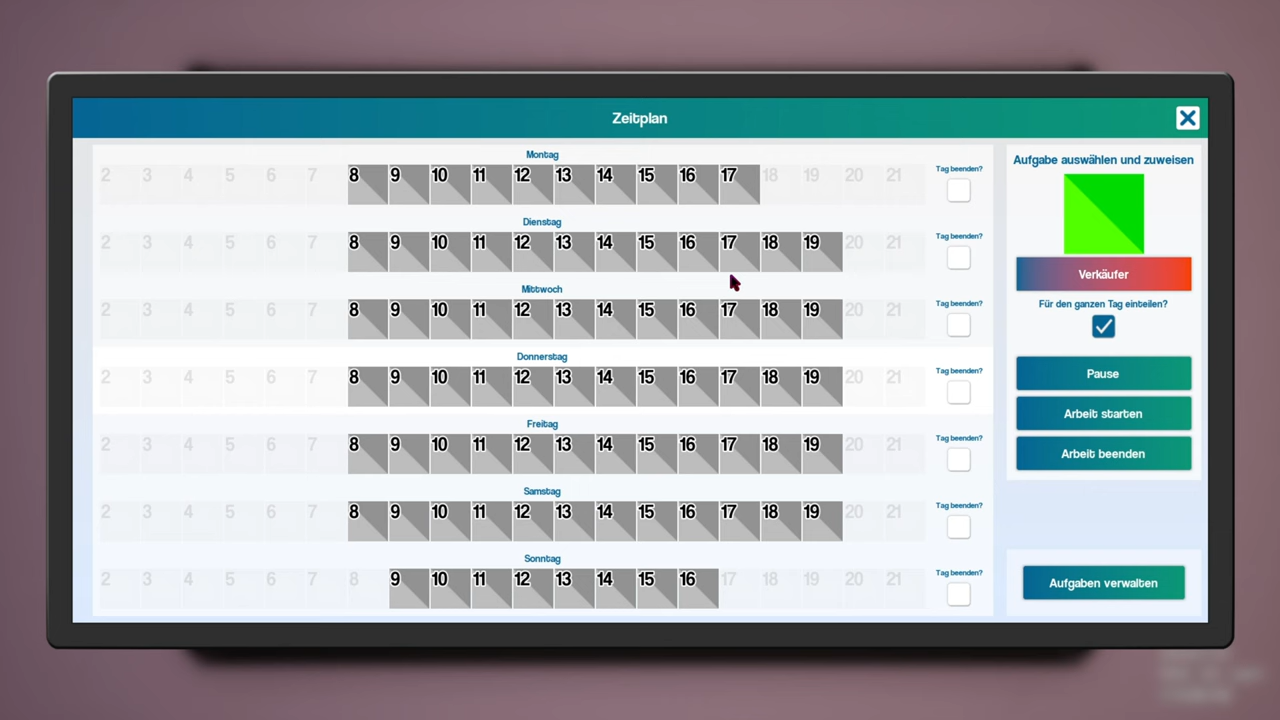 Zeitplan
Montag
2 3 4 5 6 7 8 9 10 11 12 13 14 15 16 17 18 19 20 21
Tag beenden?
Dienstag
2 3 4 5 6 7 8 9 10 11 12 13 14 15 16 17 18 19 20 21
Tag beenden?
Mittwoch
2 3 4 5 6 7 8 9 10 11 12 13 14 15 16 17 18 19 20 21
Tag beenden?
Donnerstag
2 3 4 5 6 7 8 9 10 11 12 13 14 15 16 17 18 19 20 21
Tag beenden?
Freitag
2 3 4 5 6 7 8 9 10 11 12 13 14 15 16 17 18 19 20 21
Tag beenden?
Samstag
2 3 4 5 6 7 8 9 10 11 12 13 14 15 16 17 18 19 20 21
Tag beenden?
Sonntag
2 3 4 5 6 7 8 9 10 11 12 13 14 15 16 17 18 19 20 21
Tag beenden?
Aufgabe auswählen und zuweisen
Verkäufer
Für den ganzen Tag einteilen?
Pause
Arbeit starten
Arbeit beenden
Aufgaben verwalten